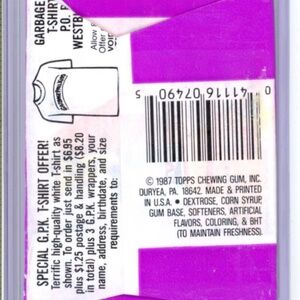 GARBAGE
T-SHIRT
P.O.
WESTB
Allow
Offer
VOID
SPECIAL G.P.K. T-SHIRT OFFER!
Terrific high-quality white T-shirt as
shown. To order just send in $6.95
plus $1.25 postage & handling ($8.20
in total) plus 3 G.P.K. wrappers, your
name, address, birthdate, and size
requirements to:
0 41116 07490 5
© 1987 TOPPS CHEWING GUM, INC.
DURYEA, PA. 18642. MADE & PRINTED
IN U.S.A. • DEXTROSE, CORN SYRUP,
GUM BASE, SOFTENERS, ARTIFICIAL
FLAVORS, COLORING, & BHT
(TO MAINTAIN FRESHNESS).